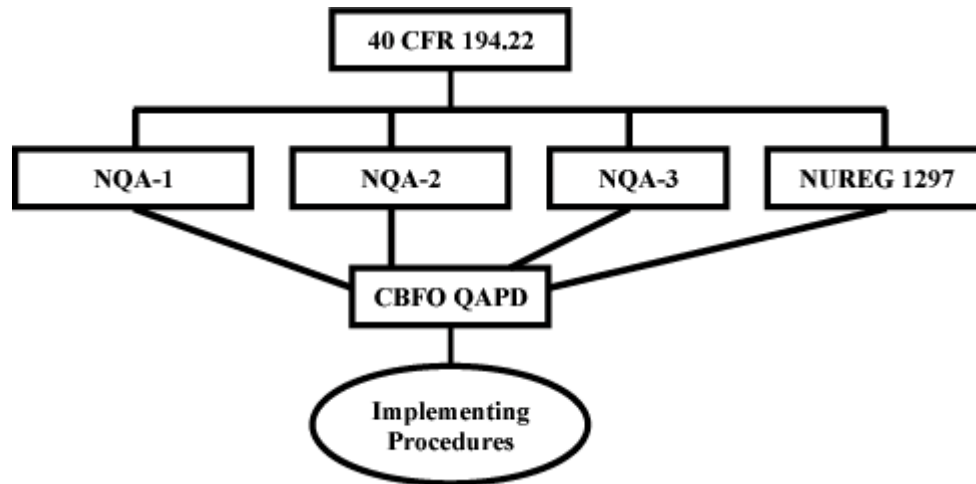 40 CFR 194.22
NQA-1
NQA-2
NQA-3
NUREG 1297
CBFO QAPD
Implementing
Procedures